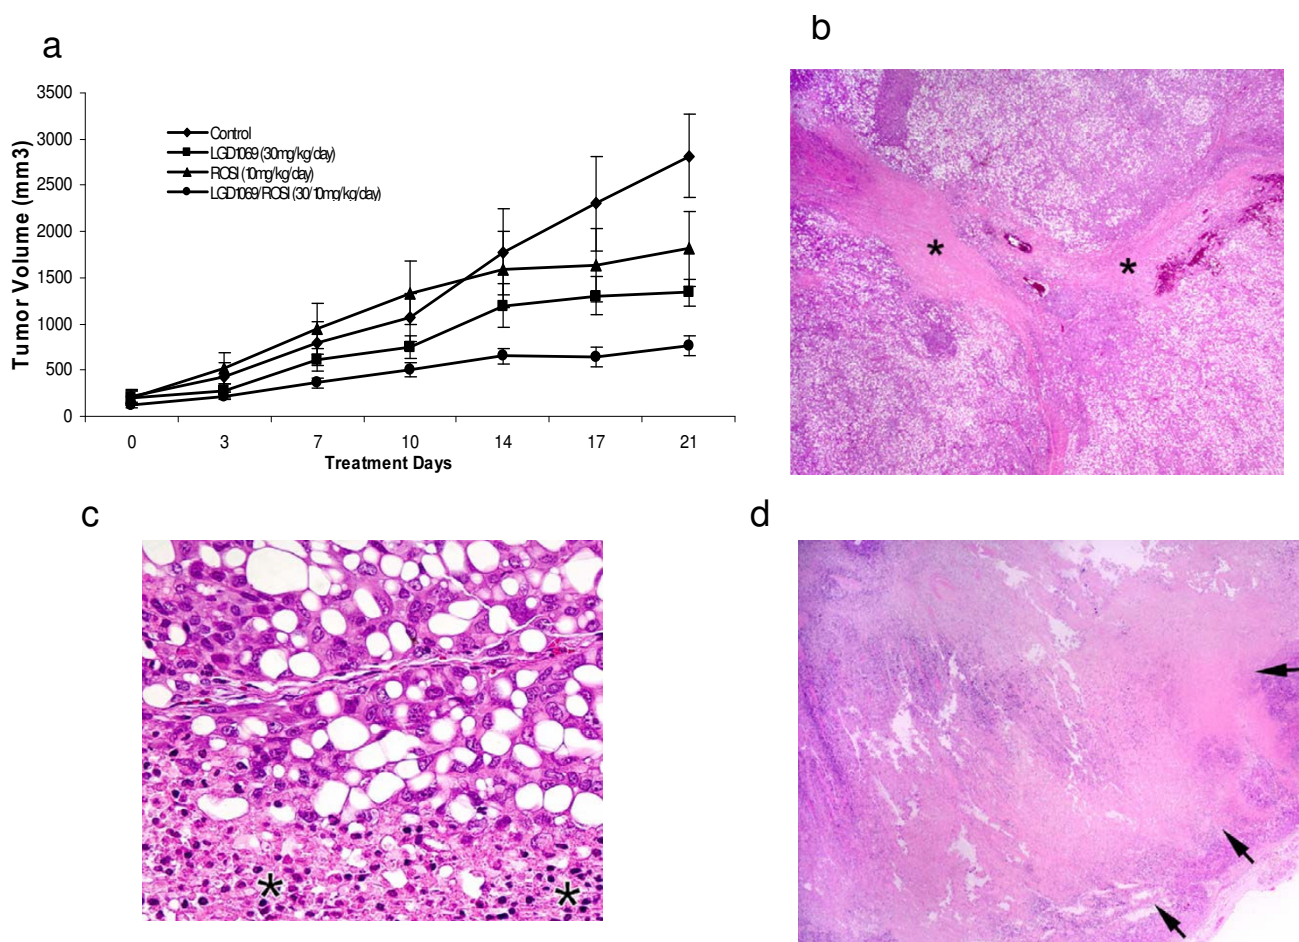 a
b
3500
3000
2500
2000
1500
1000
500
0
Tumor Volume (mm3)
Control
LGD1069 (30mg/kg/day)
ROSI (10mg/kg/day)
LGD1069/ROSI (30/10mg/kg/day)
0 3 7 10 14 17 21
Treatment Days
* *
c
d
* *